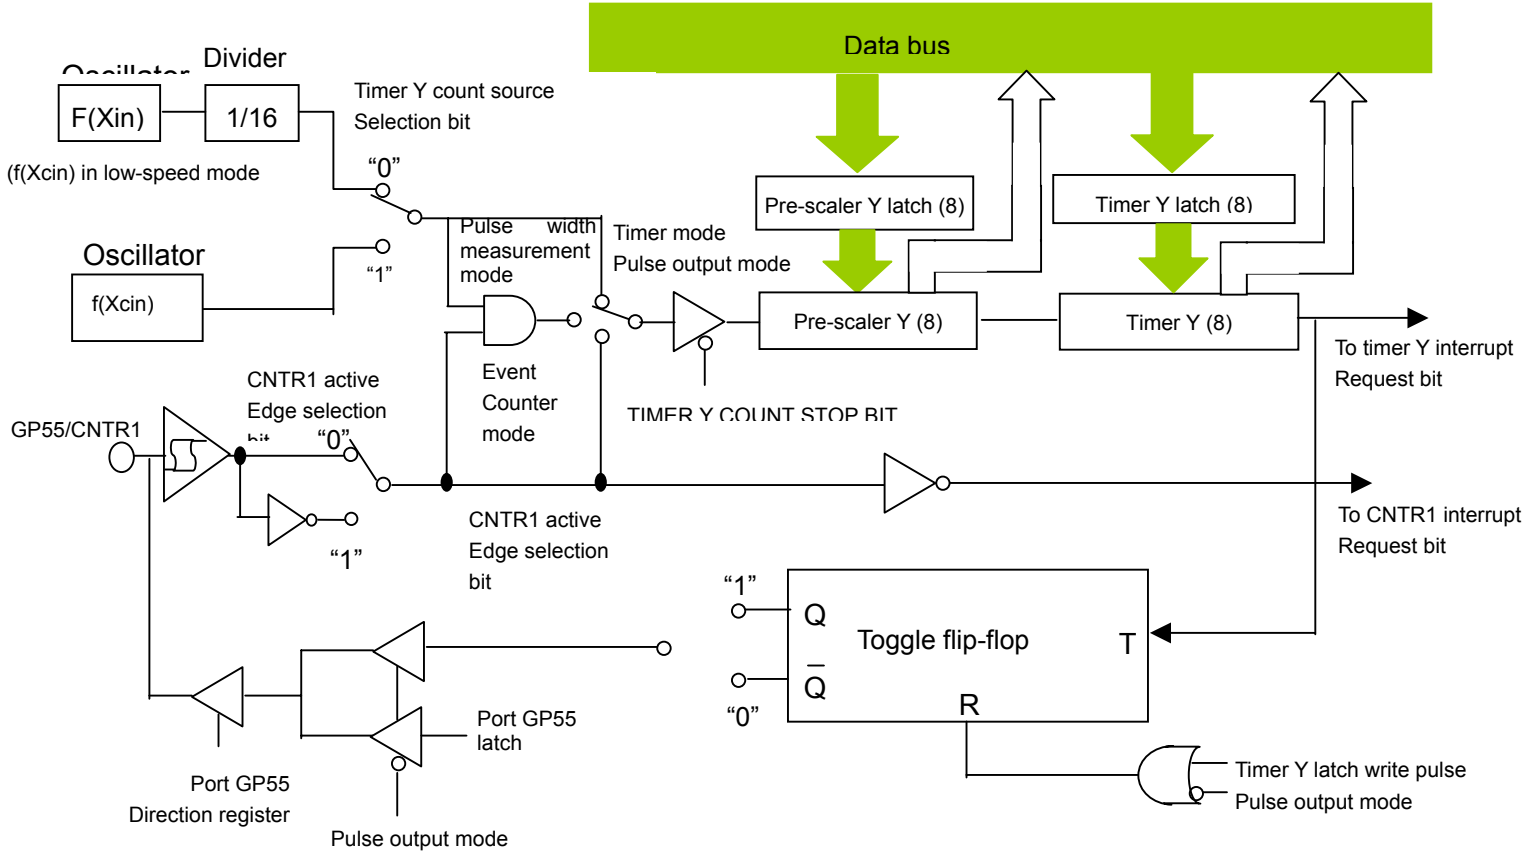 Data bus
Divider
Oscillator
F(Xin)
1/16
Timer Y count source
Selection bit
(f(Xcin) in low-speed mode
“0”
“1”
Oscillator
f(Xcin)
Pulse width
measurement
mode
Timer mode
Pulse output mode
Pre-scaler Y latch (8)
Timer Y latch (8)
Pre-scaler Y (8)
Timer Y (8)
To timer Y interrupt
Request bit
Event
Counter
mode
TIMER Y COUNT STOP BIT
CNTR1 active
Edge selection
bit
“0”
GP55/CNTR1
“1”
CNTR1 active
Edge selection
bit
To CNTR1 interrupt
Request bit
“1”
Q
Toggle flip-flop
T
Q̅
“0”
R
Port GP55
latch
Port GP55
Direction register
Pulse output mode
Timer Y latch write pulse
Pulse output mode